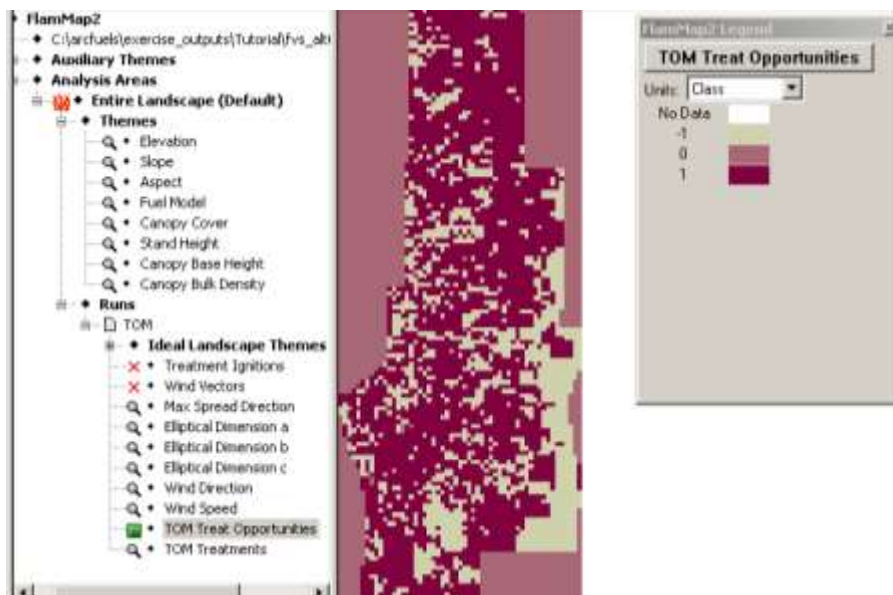 FlamMap2
C:\arcfuels\exercise_outputs\Tutorial\fvs_alt
Auxiliary Themes
Analysis Areas
Entire Landscape (Default)
Themes
Elevation
Slope
Aspect
Fuel Model
Canopy Cover
Stand Height
Canopy Base Height
Canopy Bulk Density
Runs
TOM
Ideal Landscape Themes
Treatment Ignitions
Wind Vectors
Max Spread Direction
Elliptical Dimension a
Elliptical Dimension b
Elliptical Dimension c
Wind Direction
Wind Speed
TOM Treat Opportunities
TOM Treatments
FlamMap2 Legend
TOM Treat Opportunities
Units: Class
No Data
-1
0
1